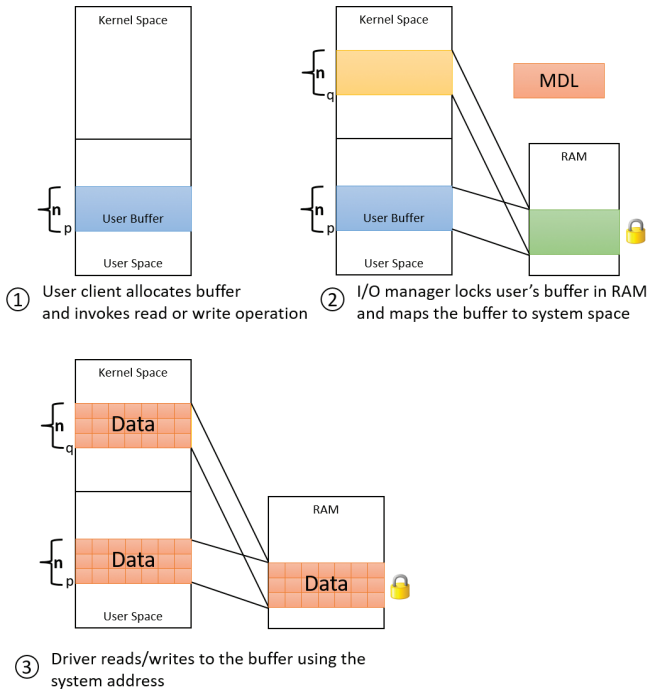 Kernel Space
n
p
User Buffer
User Space
1 User client allocates buffer
and invokes read or write operation
Kernel Space
n
q
MDL
RAM
n
p
User Buffer
User Space
2 I/O manager locks user's buffer in RAM
and maps the buffer to system space
Kernel Space
n
q
Data
RAM
n
p
Data
Data
User Space
3 Driver reads/writes to the buffer using the
system address